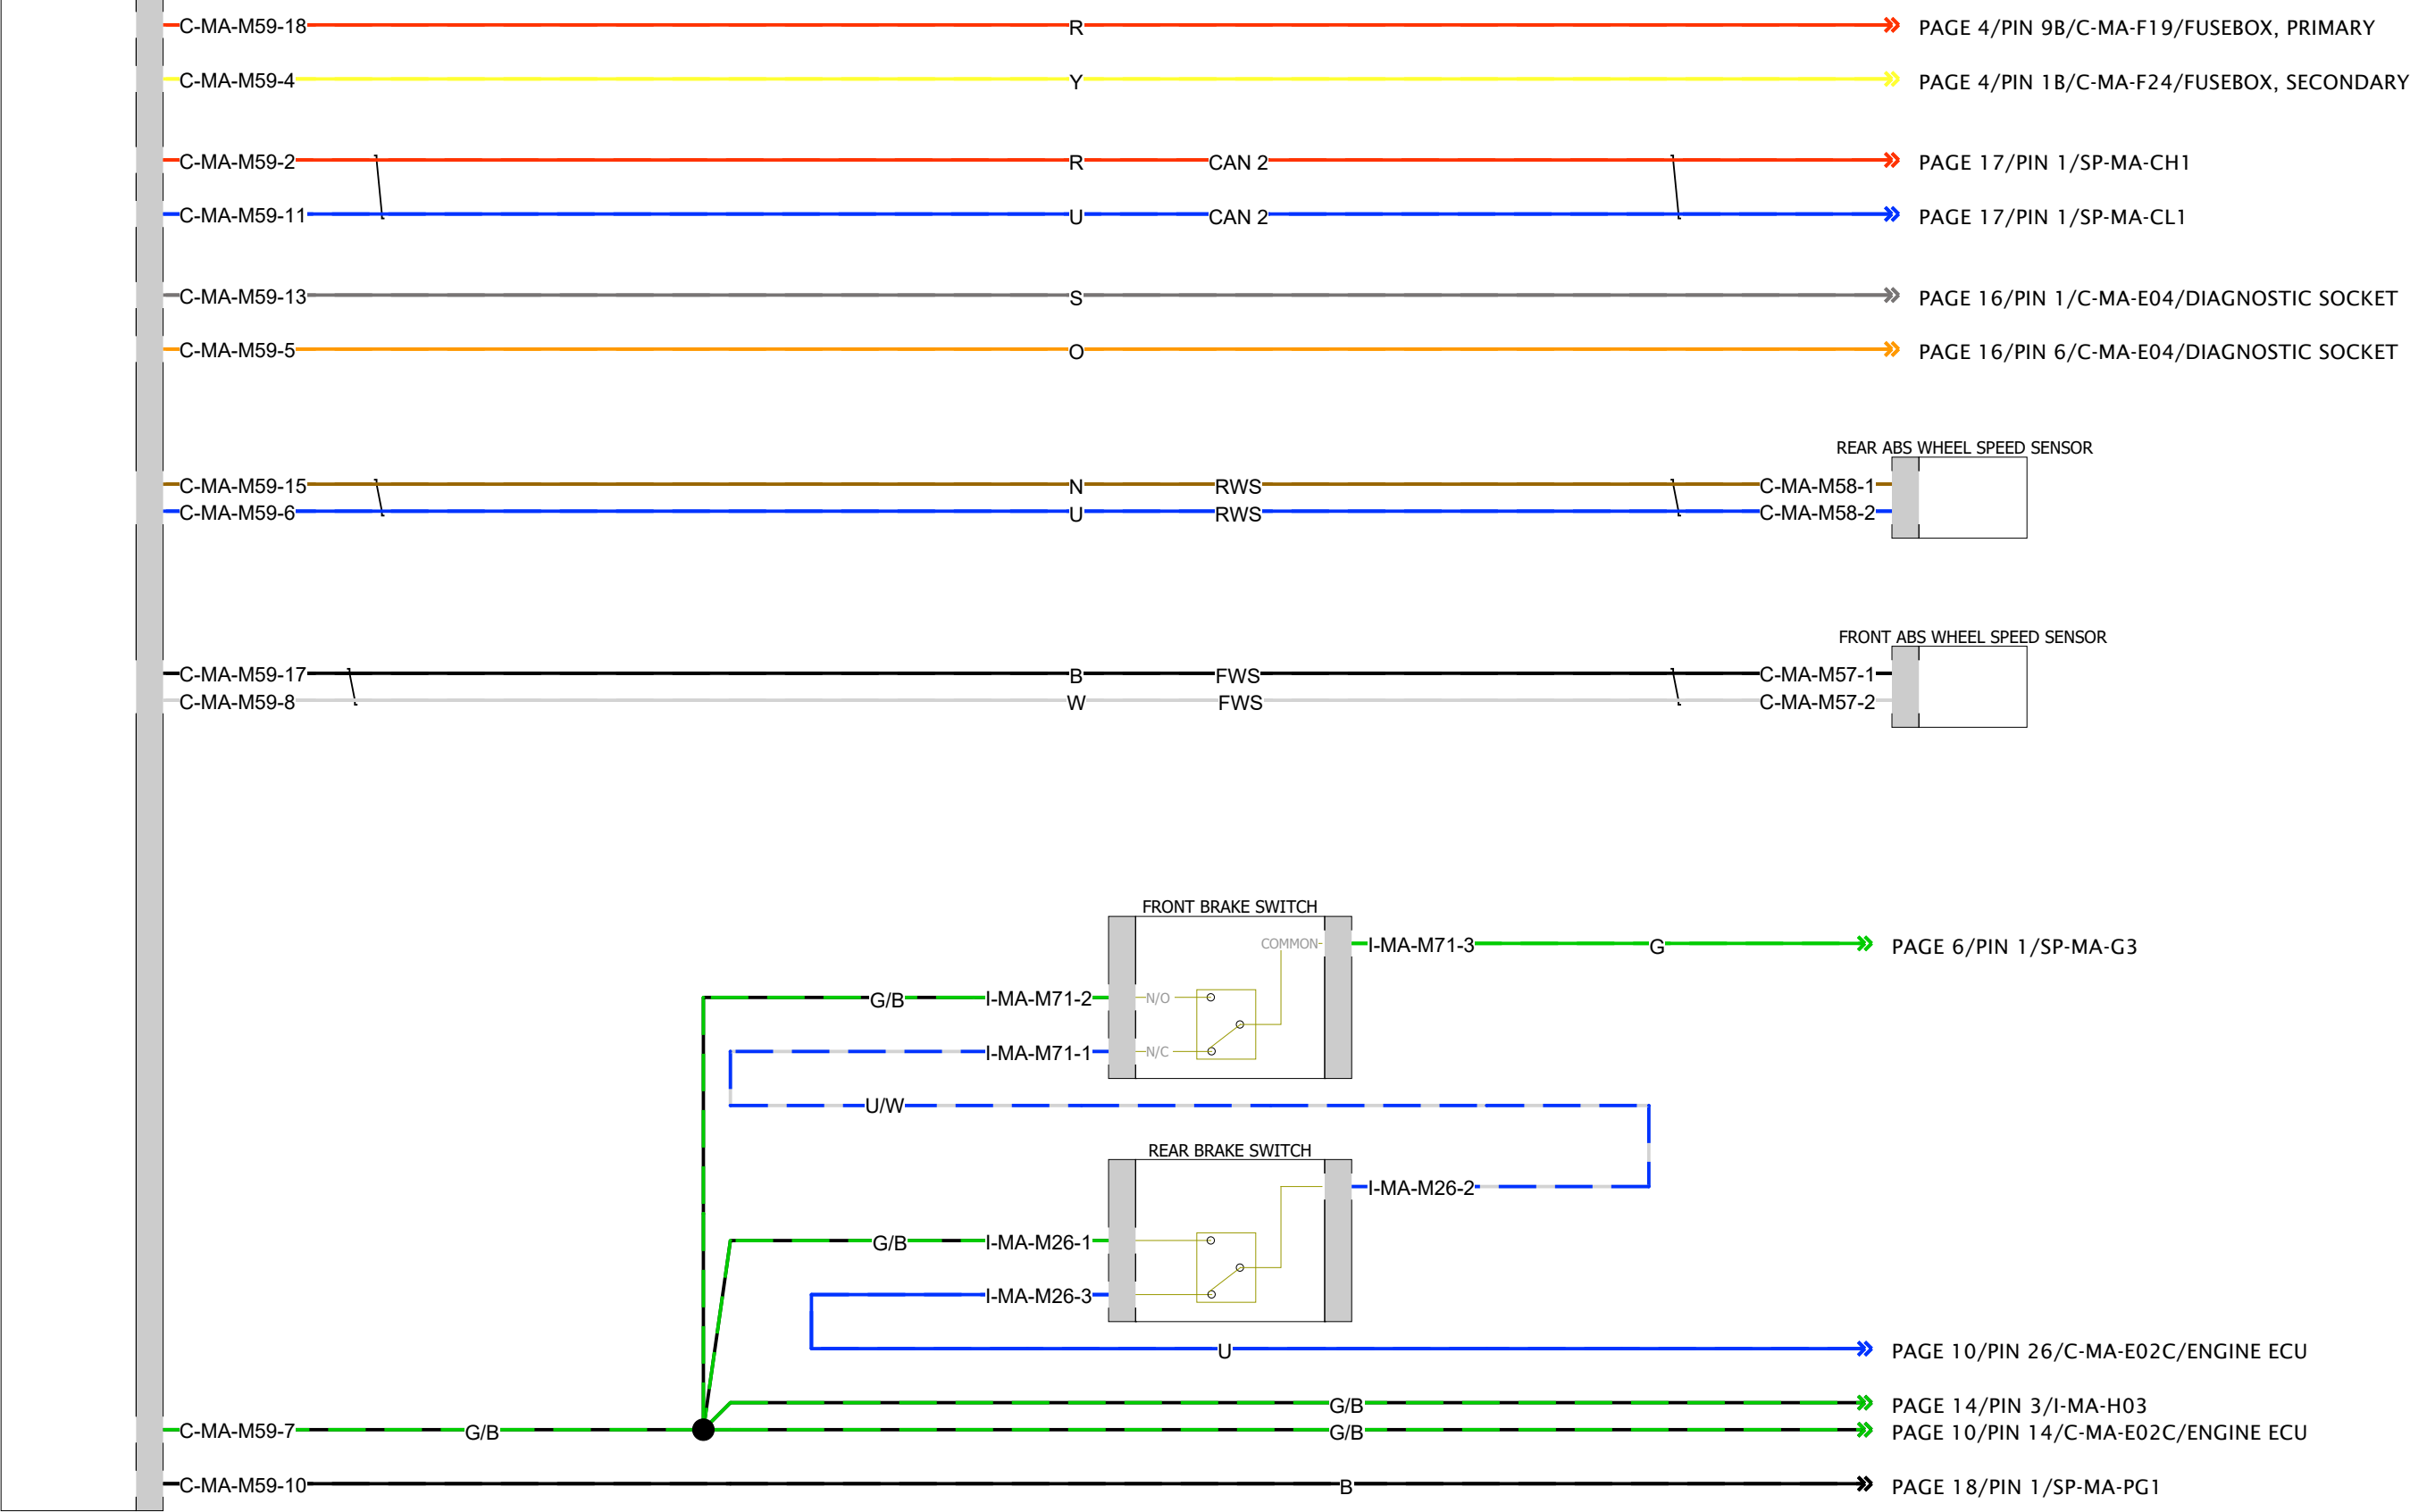 C-MA-M59-18 R PAGE 4/PIN 9B/C-MA-F19/FUSEBOX, PRIMARY
C-MA-M59-4 Y PAGE 4/PIN 1B/C-MA-F24/FUSEBOX, SECONDARY
C-MA-M59-2 R CAN 2 PAGE 17/PIN 1/SP-MA-CH1
C-MA-M59-11 U CAN 2 PAGE 17/PIN 1/SP-MA-CL1
C-MA-M59-13 S PAGE 16/PIN 1/C-MA-E04/DIAGNOSTIC SOCKET
C-MA-M59-5 O PAGE 16/PIN 6/C-MA-E04/DIAGNOSTIC SOCKET
REAR ABS WHEEL SPEED SENSOR
C-MA-M59-15 N RWS C-MA-M58-1
C-MA-M59-6 U RWS C-MA-M58-2
FRONT ABS WHEEL SPEED SENSOR
C-MA-M59-17 B FWS C-MA-M57-1
C-MA-M59-8 W FWS C-MA-M57-2
FRONT BRAKE SWITCH
COMMON I-MA-M71-3 G PAGE 6/PIN 1/SP-MA-G3
G/B I-MA-M71-2 N/O
I-MA-M71-1 N/C
U/W
REAR BRAKE SWITCH
I-MA-M26-2
G/B I-MA-M26-1
I-MA-M26-3
U PAGE 10/PIN 26/C-MA-E02C/ENGINE ECU
G/B PAGE 14/PIN 3/I-MA-H03
C-MA-M59-7 G/B G/B PAGE 10/PIN 14/C-MA-E02C/ENGINE ECU
C-MA-M59-10 B PAGE 18/PIN 1/SP-MA-PG1